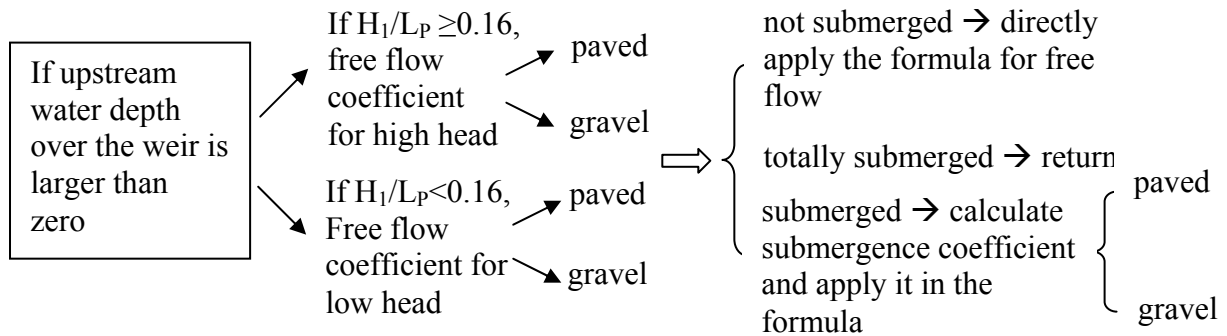 If upstream
water depth
over the weir is
larger than
zero
If H₁/L_P ≥0.16,
free flow
coefficient
for high head
paved
gravel
If H₁/L_P<0.16,
Free flow
coefficient for
low head
paved
gravel
not submerged → directly
apply the formula for free
flow
totally submerged → return
submerged → calculate
submergence coefficient
and apply it in the
formula
paved
gravel